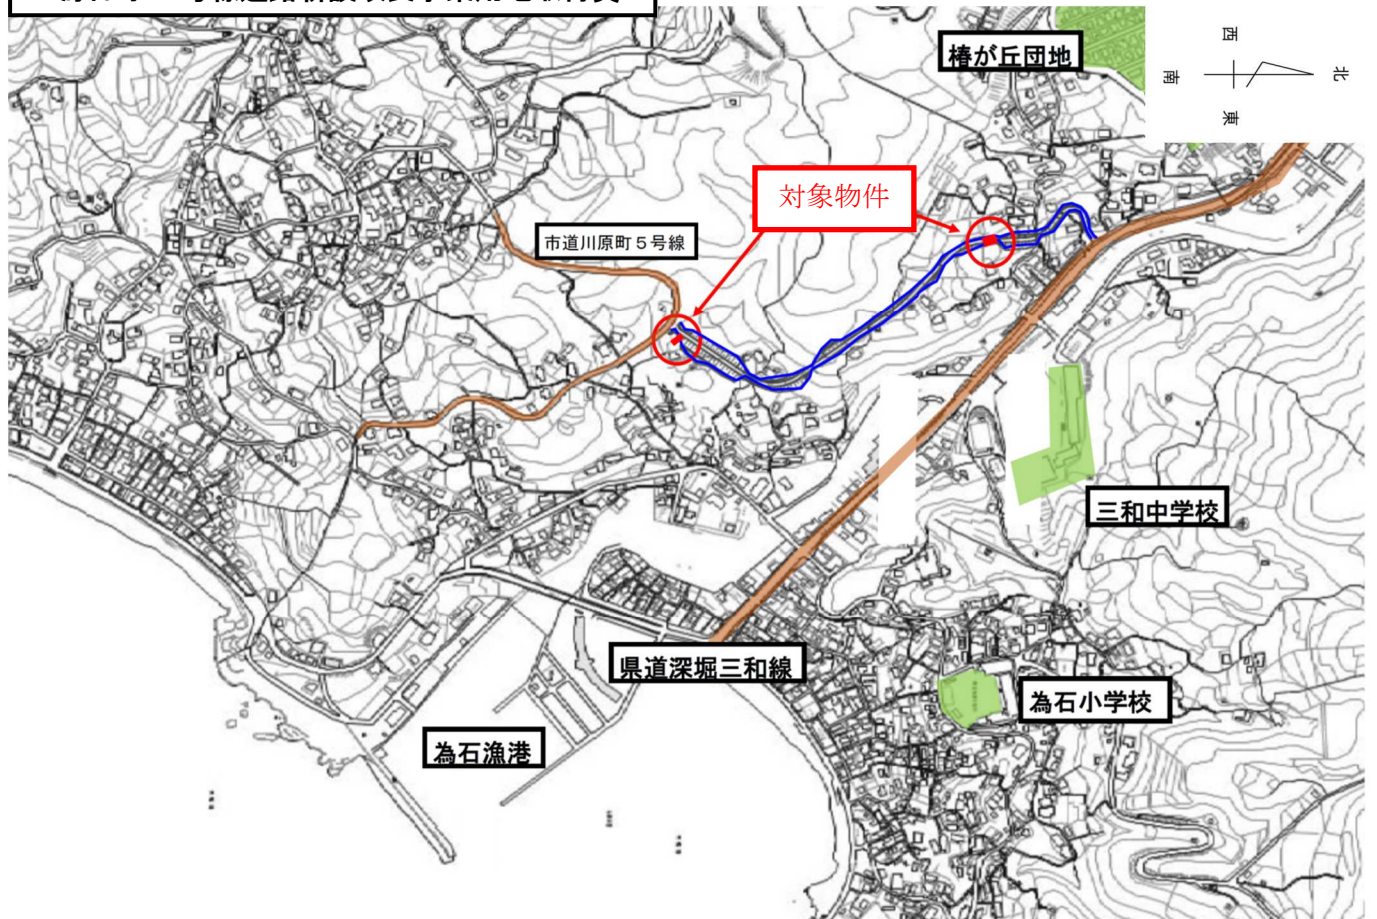 椿が丘団地
西
南
北
東
対象物件
市道川原町５号線
三和中学校
県道深堀三和線
為石小学校
為石漁港